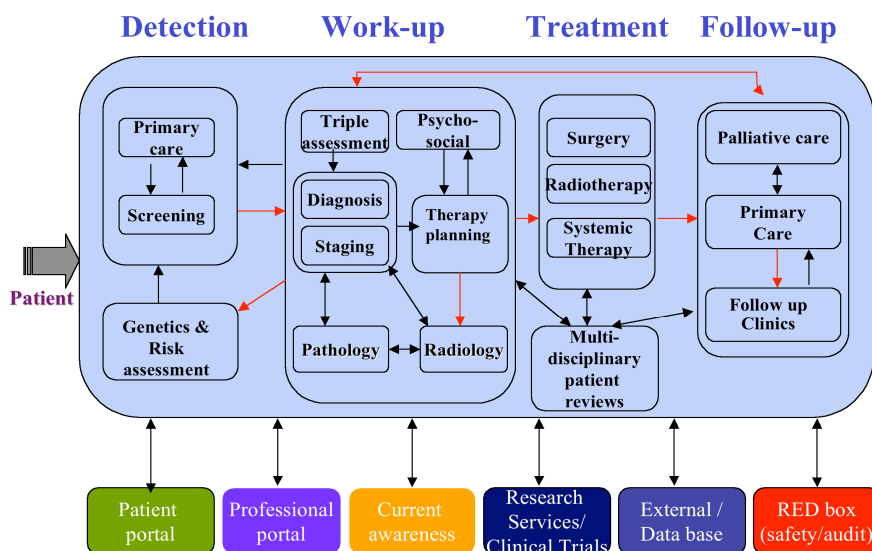 Detection
Work-up
Treatment
Follow-up
Primary
care
Screening
Genetics &
Risk
assessment
Patient
Triple
assessment
Psycho-
social
Diagnosis
Staging
Therapy
planning
Pathology
Radiology
Surgery
Radiotherapy
Systemic
Therapy
Multi-
disciplinary
patient
reviews
Palliative care
Primary
Care
Follow up
Clinics
Patient
portal
Professional
portal
Current
awareness
Research
Services/
Clinical Trials
External /
Data base
RED box
(safety/audit)